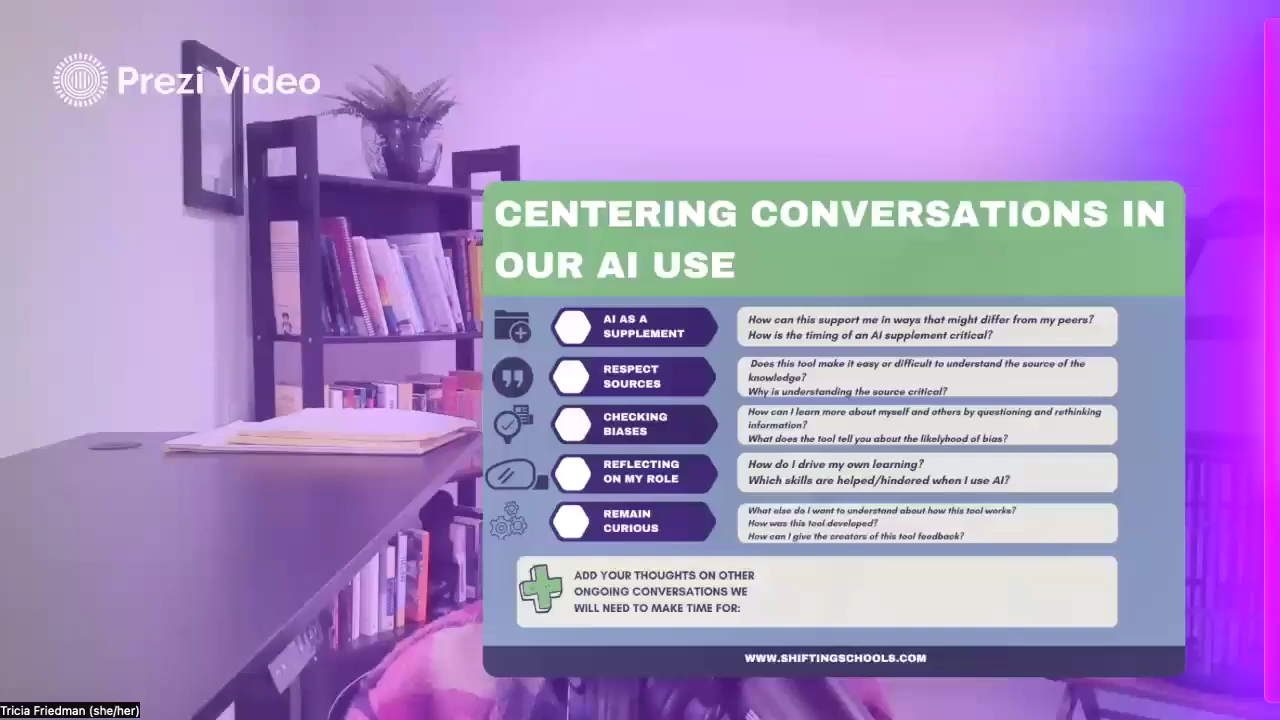 Prezi Video
CENTERING CONVERSATIONS IN
OUR AI USE
AI AS A
SUPPLEMENT
How can this support me in ways that might differ from my peers?
How is the timing of an AI supplement critical?
RESPECT
SOURCES
Does this tool make it easy or difficult to understand the source of the
knowledge?
Why is understanding the source critical?
CHECKING
BIASES
How can I learn more about myself and others by questioning and rethinking
information?
What does the tool tell you about the likelyhood of bias?
REFLECTING
ON MY ROLE
How do I drive my own learning?
Which skills are helped/hindered when I use AI?
REMAIN
CURIOUS
What else do I want to understand about how this tool works?
How was this tool developed?
How can I give the creators of this tool feedback?
ADD YOUR THOUGHTS ON OTHER
ONGOING CONVERSATIONS WE
WILL NEED TO MAKE TIME FOR:
WWW.SHIFTINGSCHOOLS.COM
Tricia Friedman (she/her)